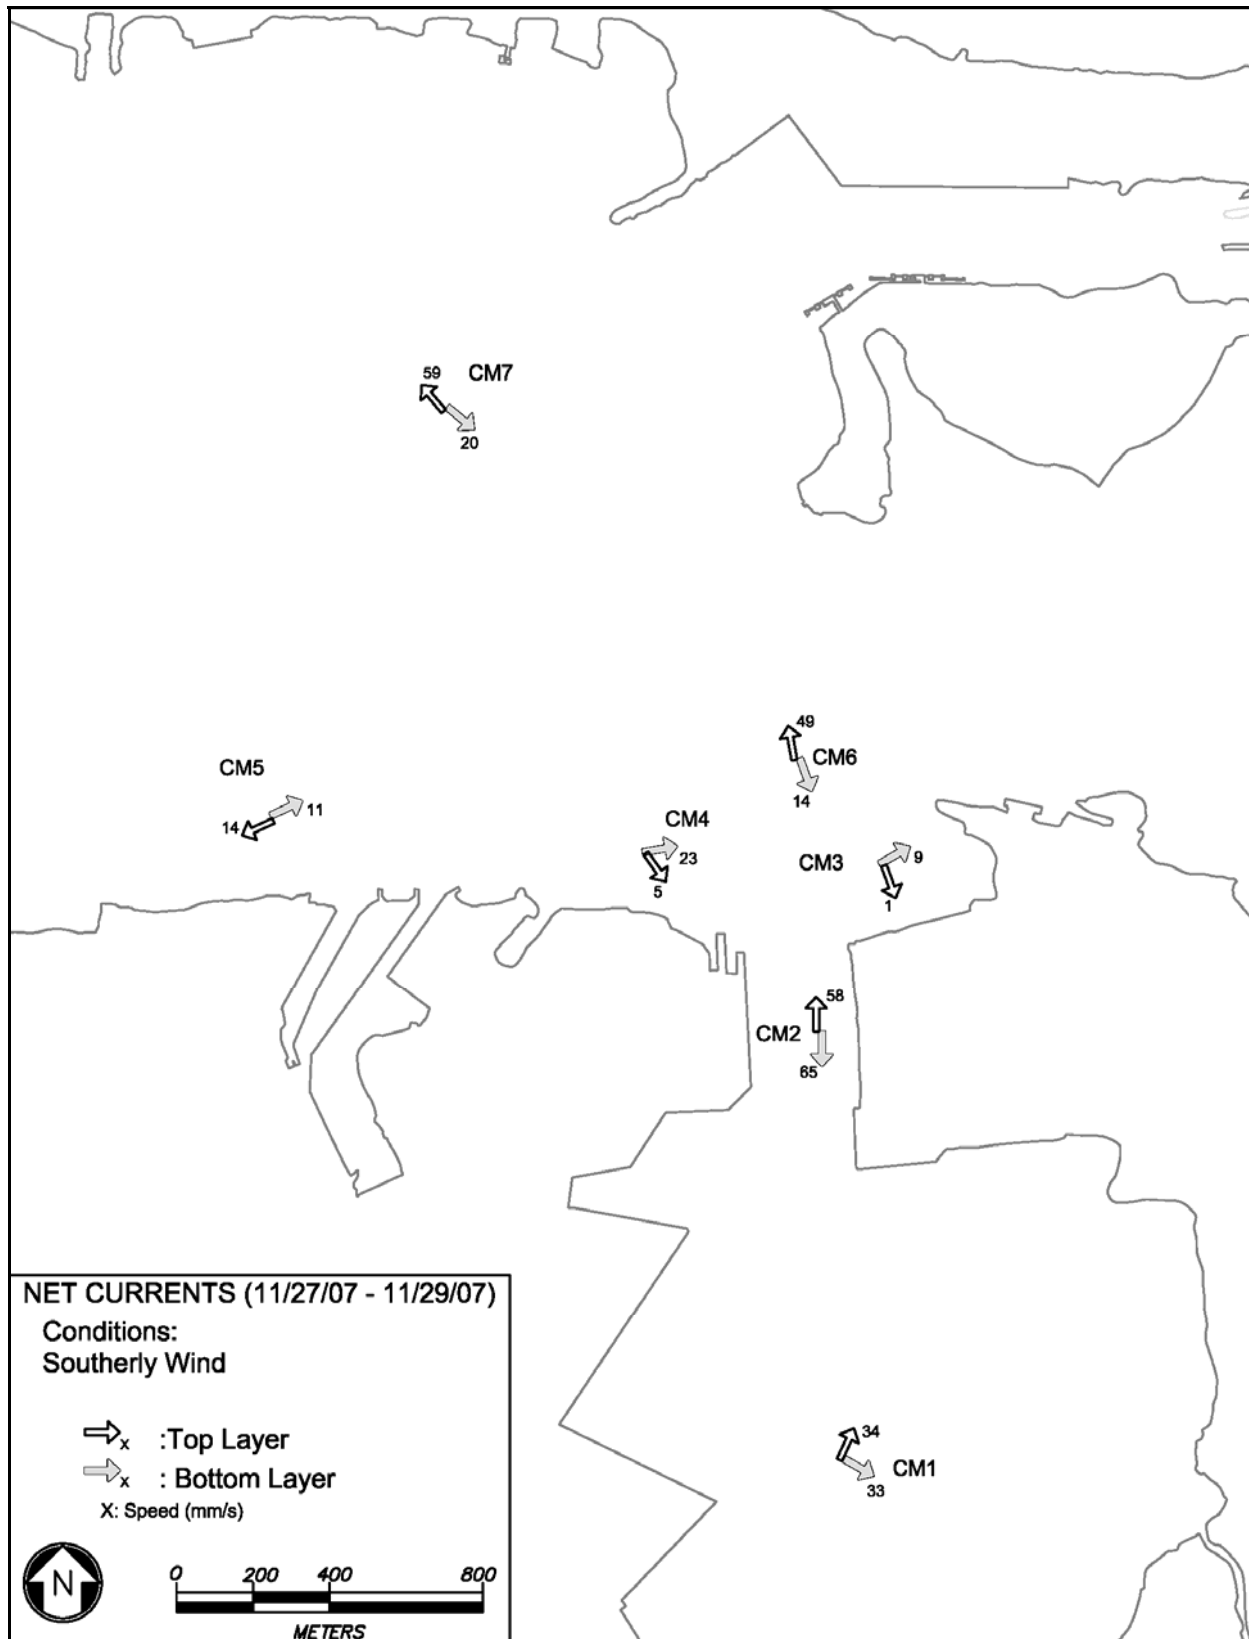 59
CM7
20
49
CM6
14
CM5
11
14
CM4
23
5
CM3
9
1
58
CM2
65
NET CURRENTS (11/27/07 - 11/29/07)
Conditions:
Southerly Wind
x :Top Layer
x : Bottom Layer
X: Speed (mm/s)
N
0 200 400 800
METERS
34
CM1
33